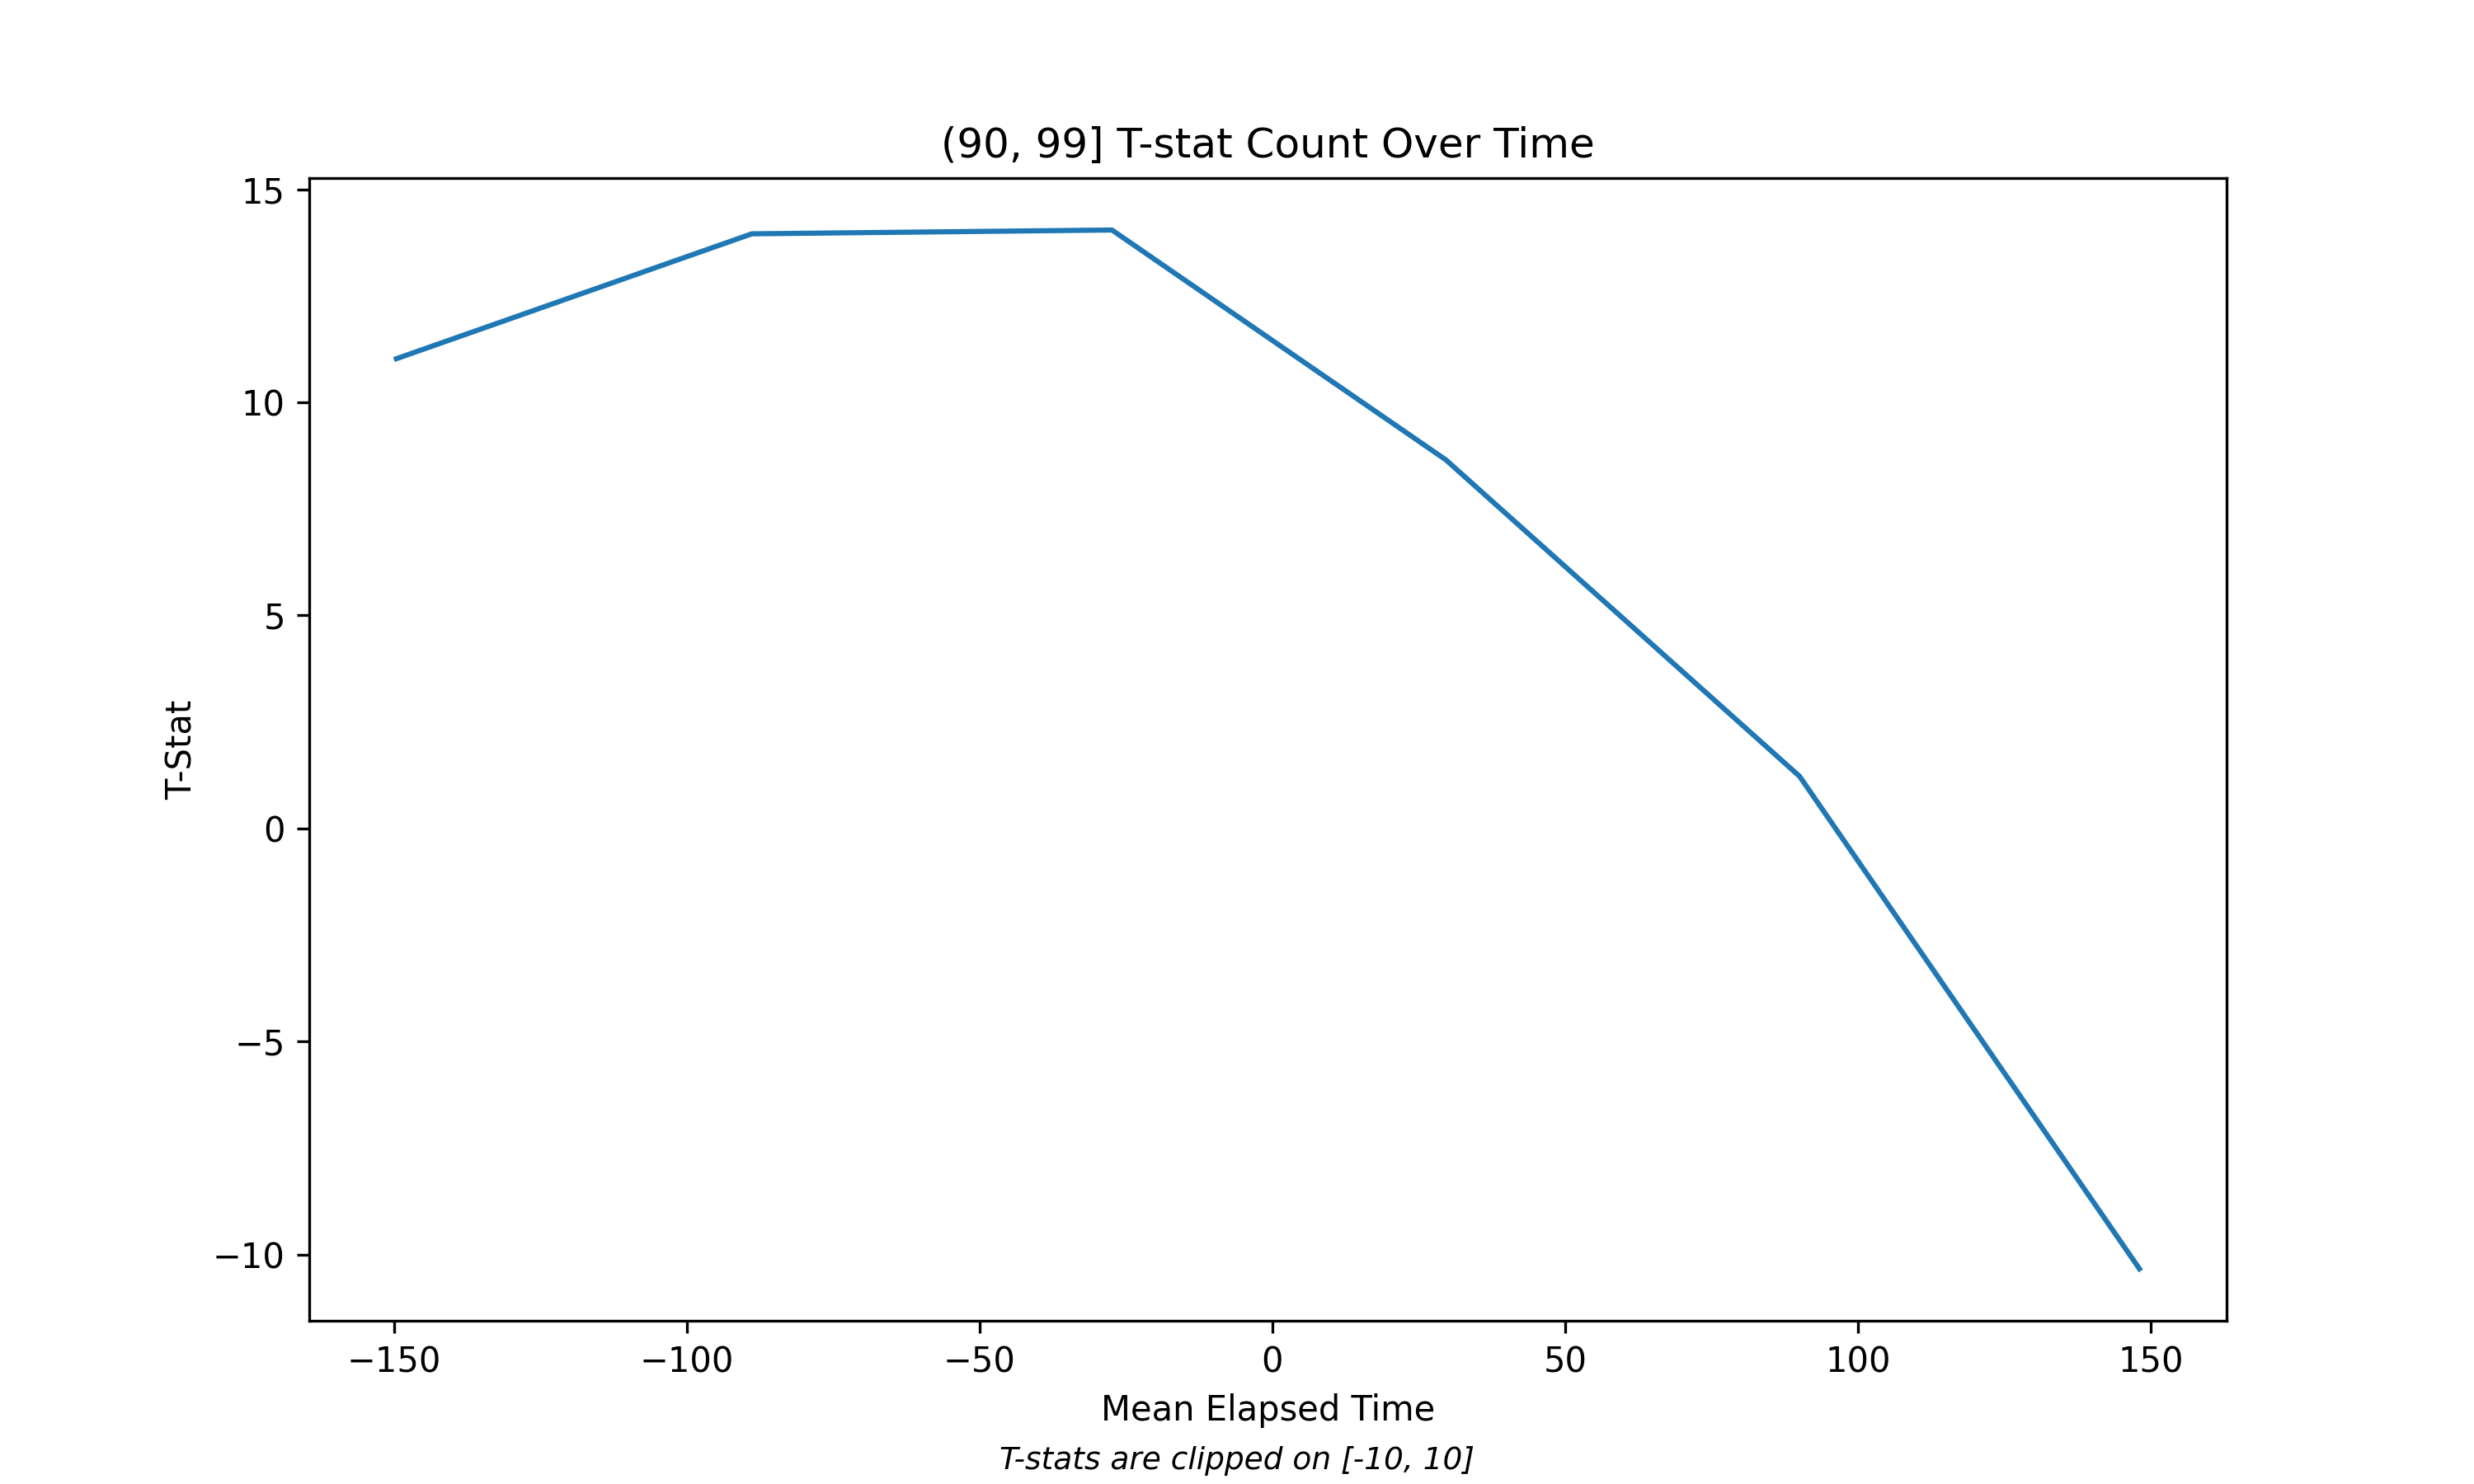 (90, 99] T-stat Count Over Time
15
10
5
0
−5
−10
T-Stat
−150 −100 −50 0 50 100 150
Mean Elapsed Time
T-stats are clipped on [-10, 10]